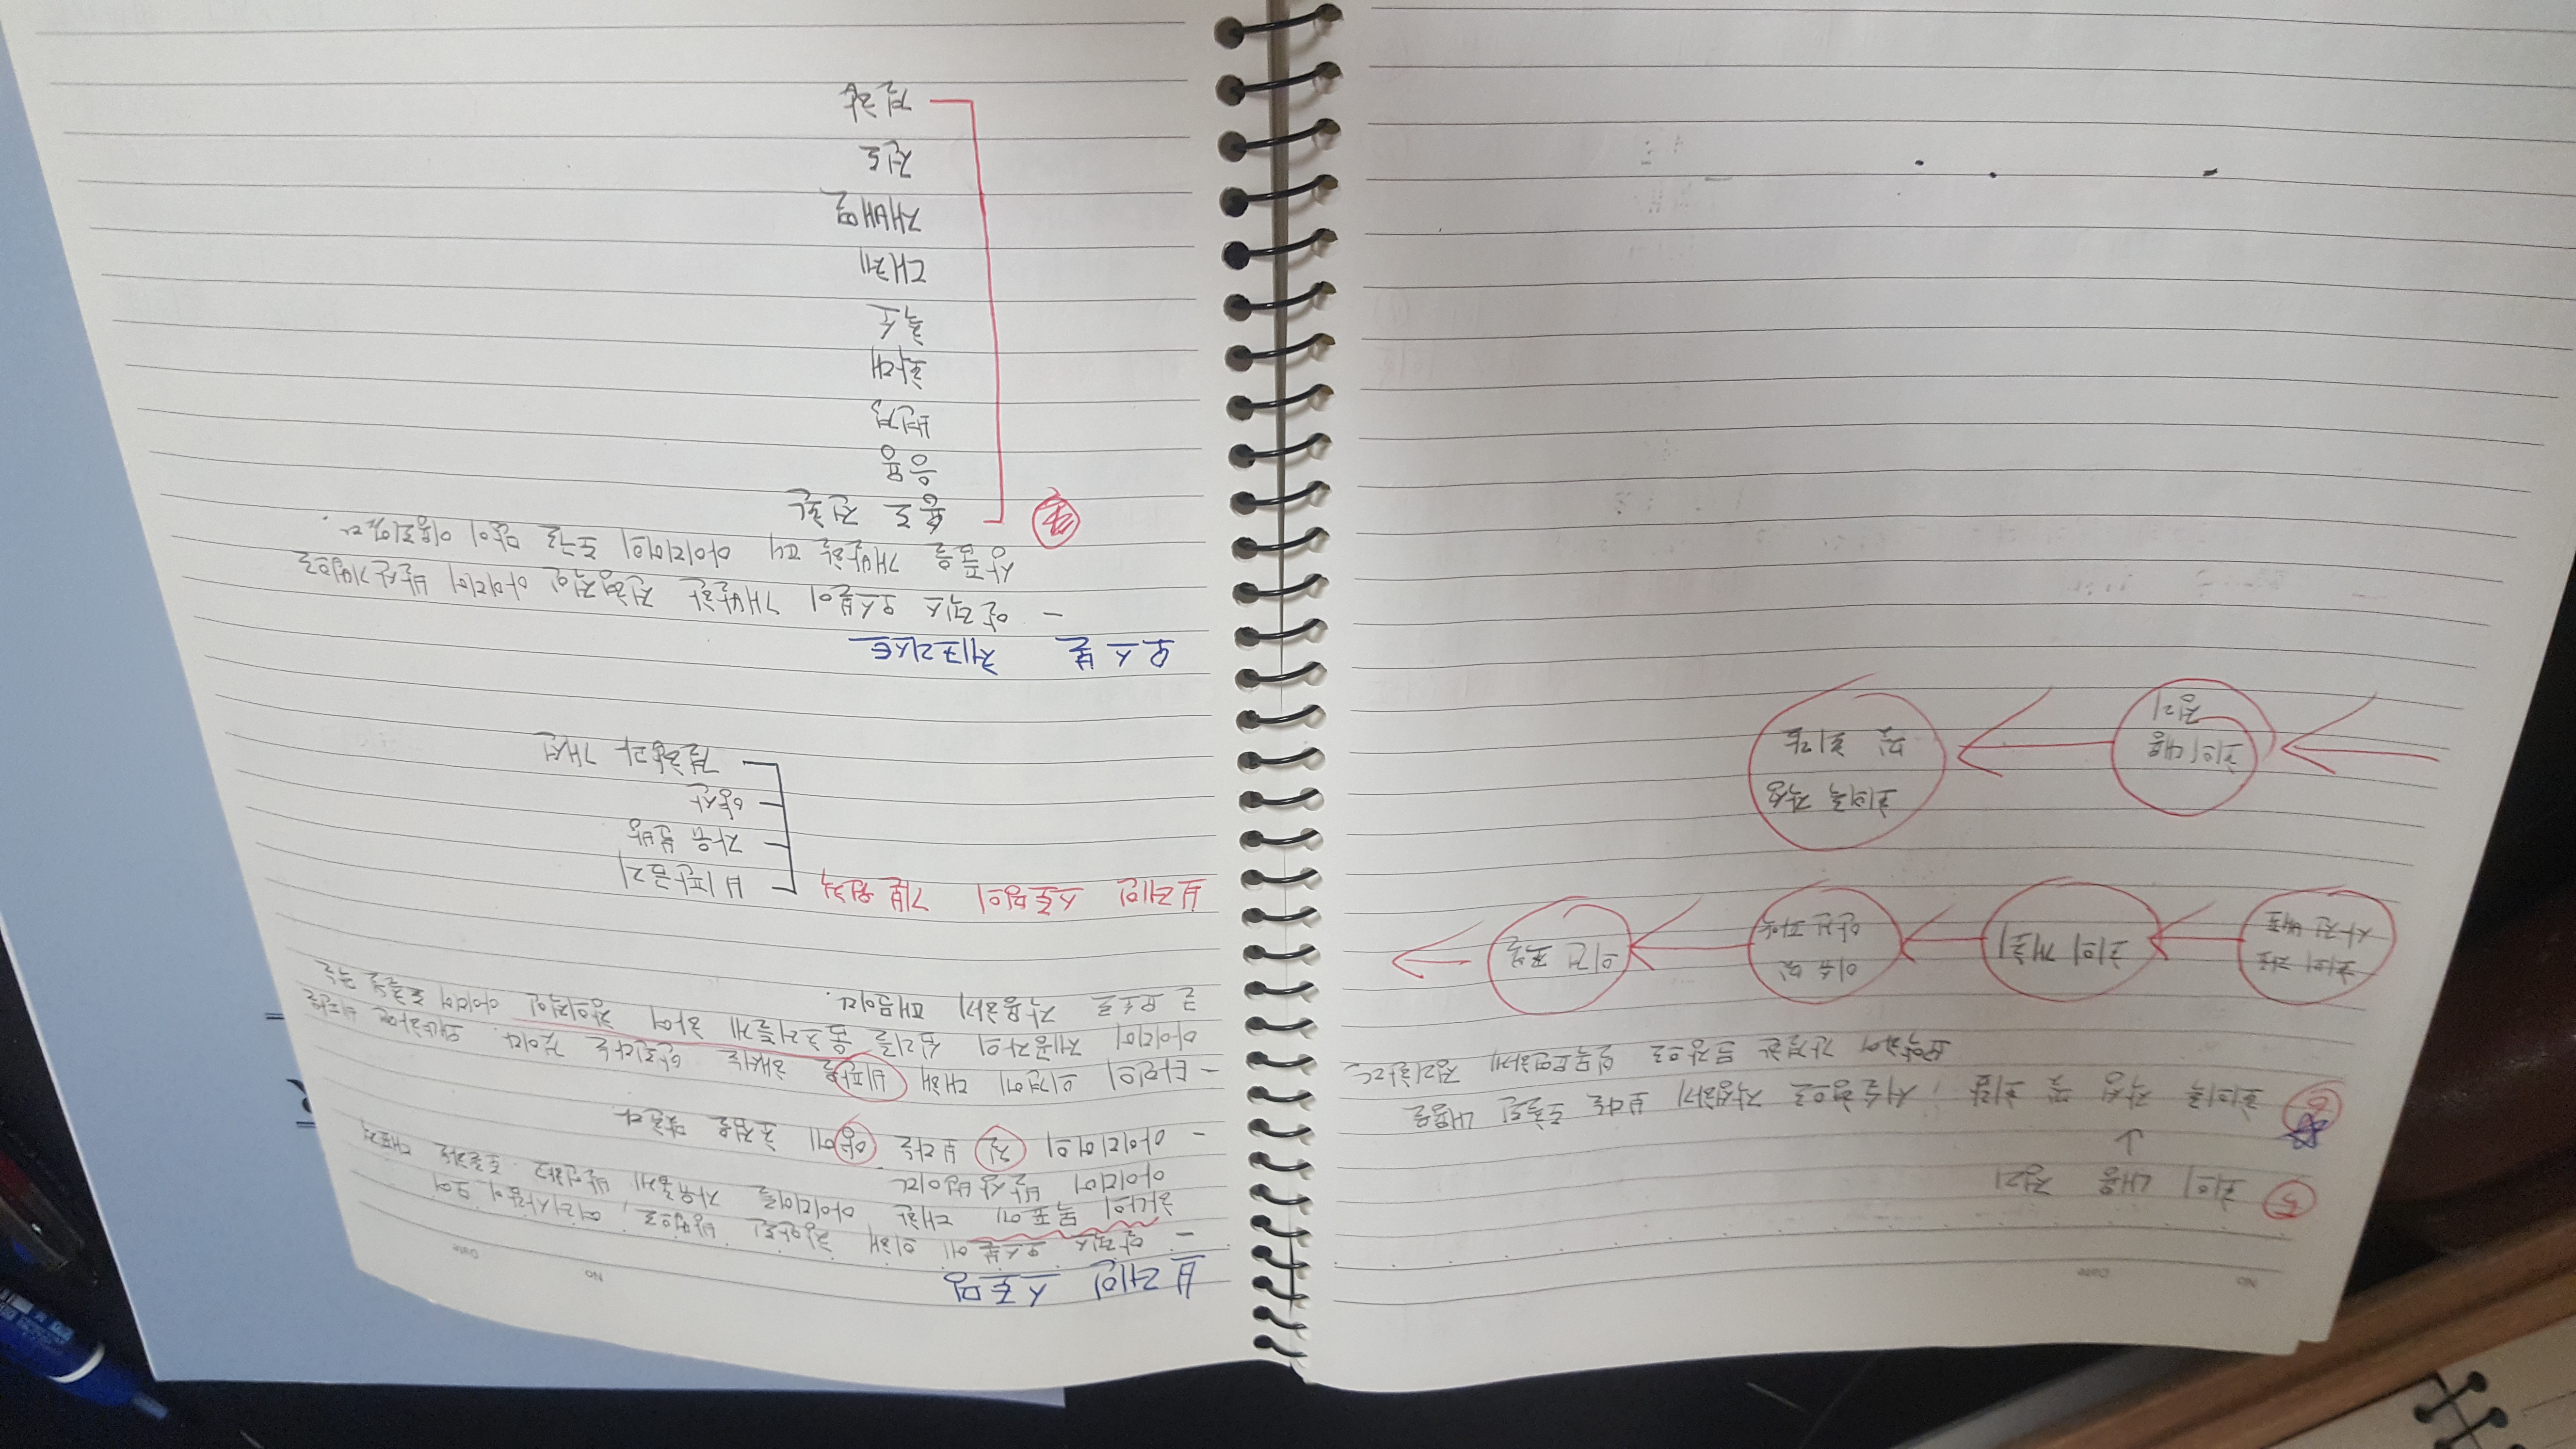 No
Date
⑤ 회의 내용 정리
↓
⑥ 회의록 작성 및 회람 ; 서술형으로 작성하기 보다는 도출된 내용을
요약하여 간결한 문장으로 일목요연하게 정리한다
회의 자료
사전 배포
회의 개최
이슈 및
안건 파악
의견 조율
회의 내용
정리
회의록 작성
및 회람
No
Date
브레인 스토밍
- 알렉스 오스본에 의해 창안된 방법으로, 여러사람이 모여
하나의 목표에 대한 아이디어를 자유롭게 발언하고 토론하는 대표적
아이디어 발상법이다
- 아이디어의 질 보다는 양에 초점을 맞춘다
- 타인의 의견에 대해 비판을 해서는 안된다는 것이다. 왜냐하면 비판은
아이디어 제공자의 심리를 움츠러들게 하여 창의적인 아이디어 도출을 죽는
큰 요소로 작용하기 때문이다.
브레인 스토밍의 기본 원칙
비판금지
자유 분방
양산
결합과 개선
오스본 체크리스트
- 알렉스 오스본이 개발한 전형적인 아이디어 발산기법으로
상품을 개발할 때 아이디어의 도구로 많이 이용되었다.
용도 전환
응용
변경
확대
축소
대체
재배열
전도
결합